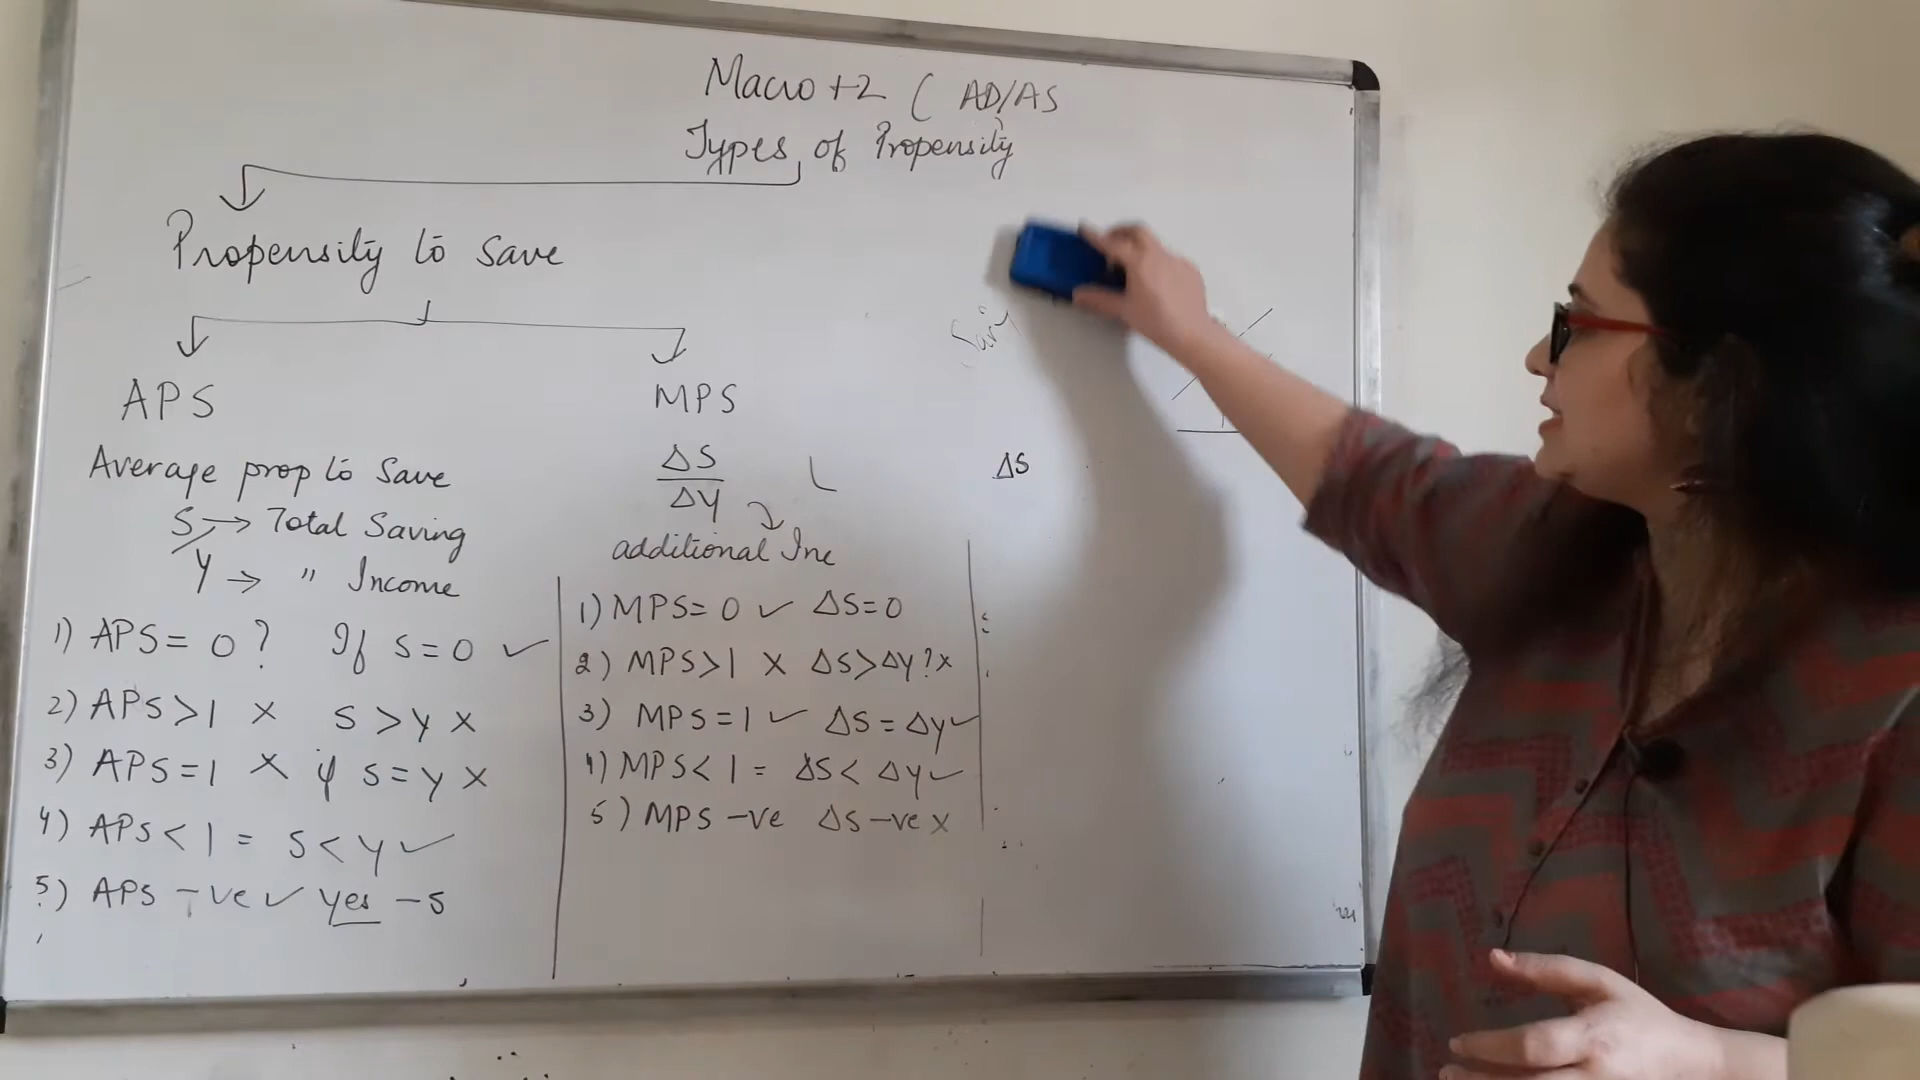 Macro +2 ( AD/AS
Types of Propensity
Propensity to Save
APS
Average prop to Save
S → Total Saving
Y → " Income
1) APS = 0 ? If S = 0 ✓
2) APS > 1 × S > Y ×
3) APS = 1 × if S = Y ×
4) APS < 1 = S < Y ✓
5) APS -ve ✓ Yes -S
MPS
ΔS
ΔY
additional Inc
1) MPS = 0 ✓ ΔS = 0
2) MPS > 1 × ΔS > ΔY ? ×
3) MPS = 1 ✓ ΔS = ΔY ✓
4) MPS < 1 = ΔS < ΔY ✓
5) MPS -ve ΔS -ve ×
ΔS